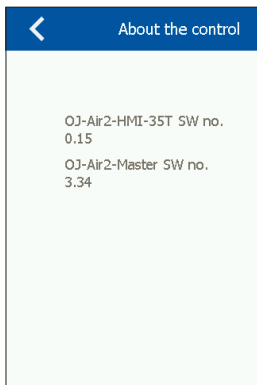 About the control
OJ-Air2-HMI-35T SW no.
0.15
OJ-Air2-Master SW no.
3.34